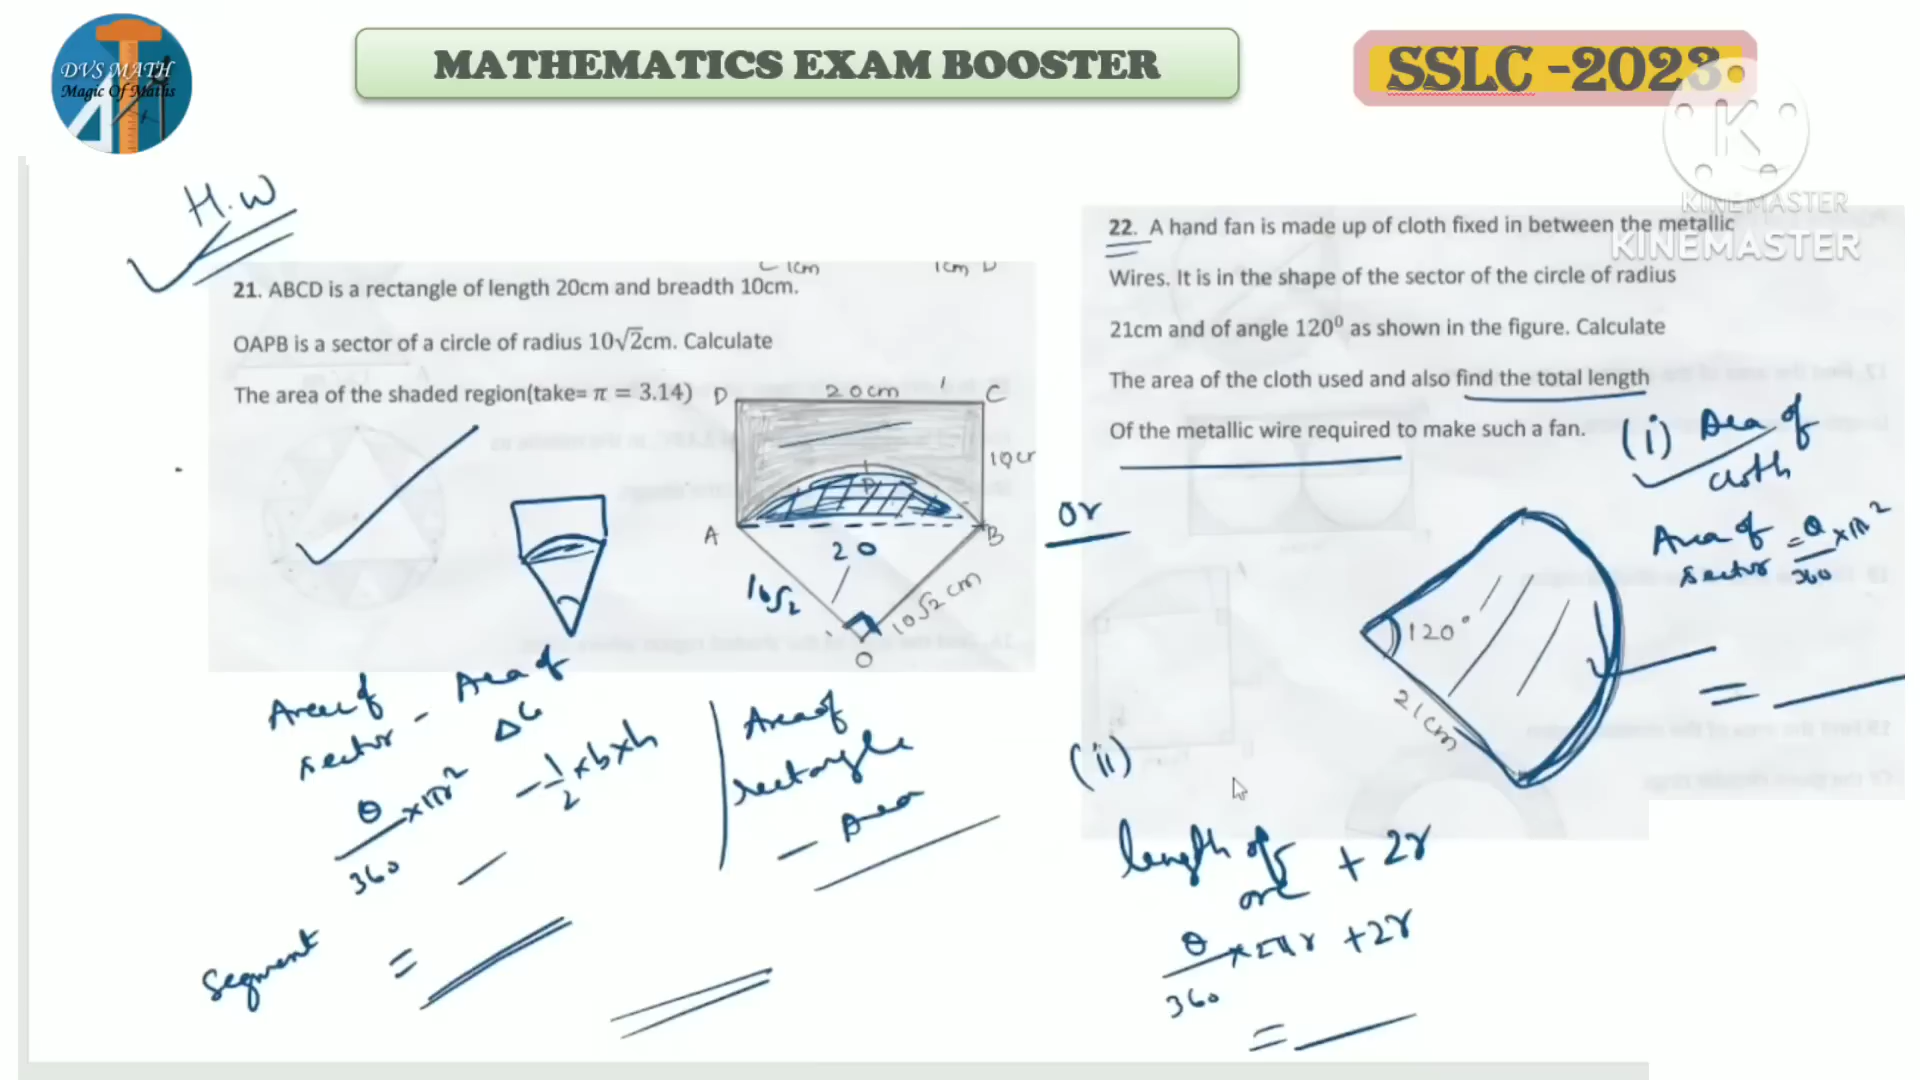 DVS MATH
Magic Of Maths
MATHEMATICS EXAM BOOSTER
SSLC -2023
K
KINEMASTER
KINEMASTER
H.W
1cm
1cm D
21. ABCD is a rectangle of length 20cm and breadth 10cm.
OAPB is a sector of a circle of radius 10√2cm. Calculate
The area of the shaded region(take= π = 3.14)
D
20cm
C
10cm
P
A
B
20
10√2
10√2 cm
O
Area of sector - Area of Δle
θ/360 × πr² - 1/2 × b × h
Segment =
Area of
rectangle
- Area
or
22. A hand fan is made up of cloth fixed in between the metallic
Wires. It is in the shape of the sector of the circle of radius
21cm and of angle 120⁰ as shown in the figure. Calculate
The area of the cloth used and also find the total length
Of the metallic wire required to make such a fan.
(i) Area of
cloth
Area of sector = θ/360 × πr²
=
120°
21cm
(ii)
length of arc + 2r
θ/360 × 2πr + 2r
=